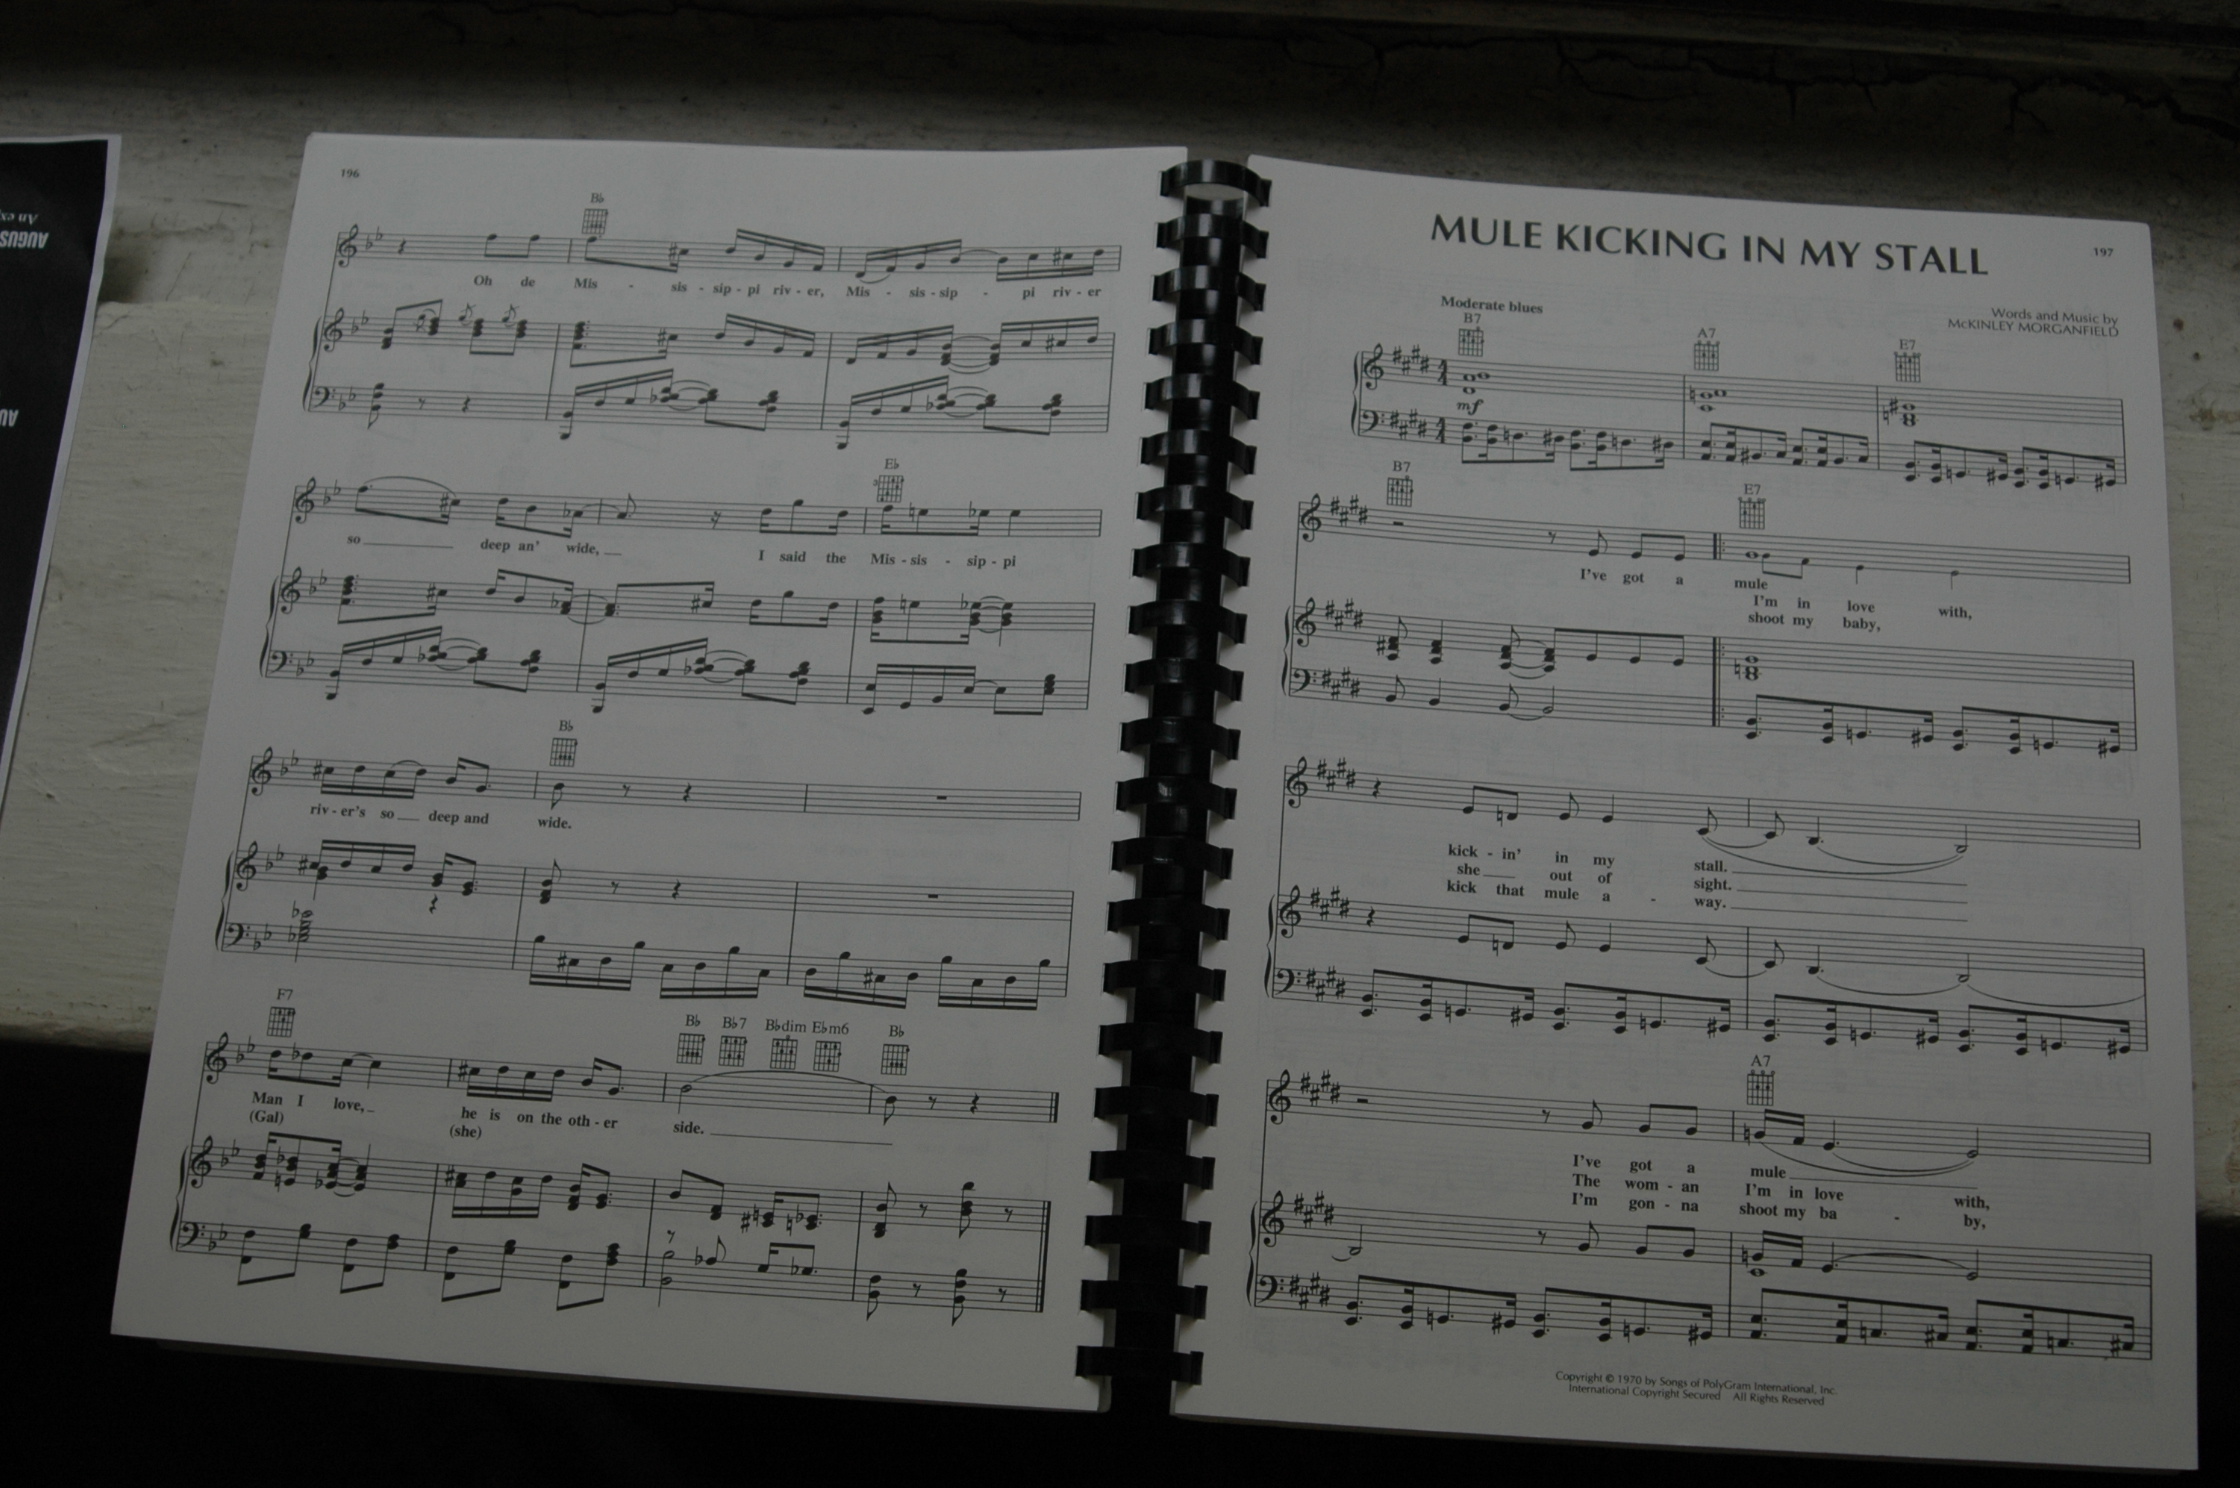 An ex
AUGUS
AU
196
B♭
Oh de Mis - sis - sip - pi riv - er, Mis - sis - sip - pi riv - er
E♭
so deep an' wide, I said the Mis - sis - sip - pi
B♭
riv - er's so deep and wide.
F7 B♭ B♭7 B♭dim E♭m6 B♭
Man I love, he is on the oth - er side.
(Gal) (she)
MULE KICKING IN MY STALL
197
Words and Music by
McKINLEY MORGANFIELD
Moderate blues
B7 A7 E7
mf
B7 E7
I've got a mule
I'm in love with,
shoot my baby,
kick - in' in my stall.
she out of sight.
kick that mule a - way.
A7
I've got a mule
The wom - an I'm in love with,
I'm gon - na shoot my ba - by,
Copyright © 1970 by Songs of PolyGram International, Inc.
International Copyright Secured All Rights Reserved